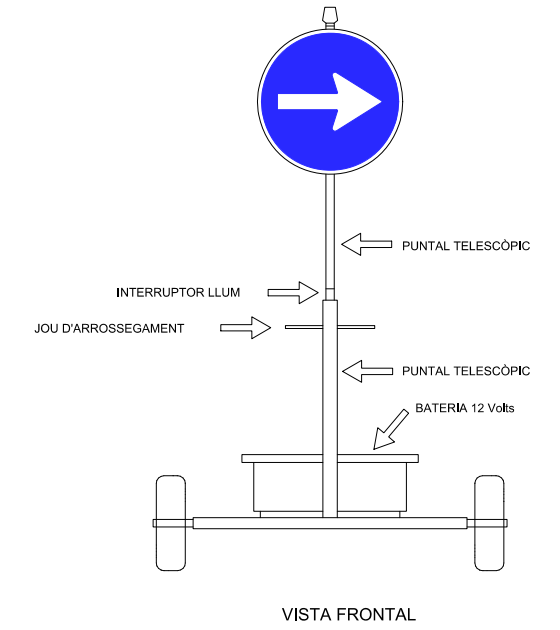 PUNTAL TELESCÒPIC
INTERRUPTOR LLUM
JOU D'ARROSSEGAMENT
PUNTAL TELESCÒPIC
BATERIA 12 Volts
VISTA FRONTAL